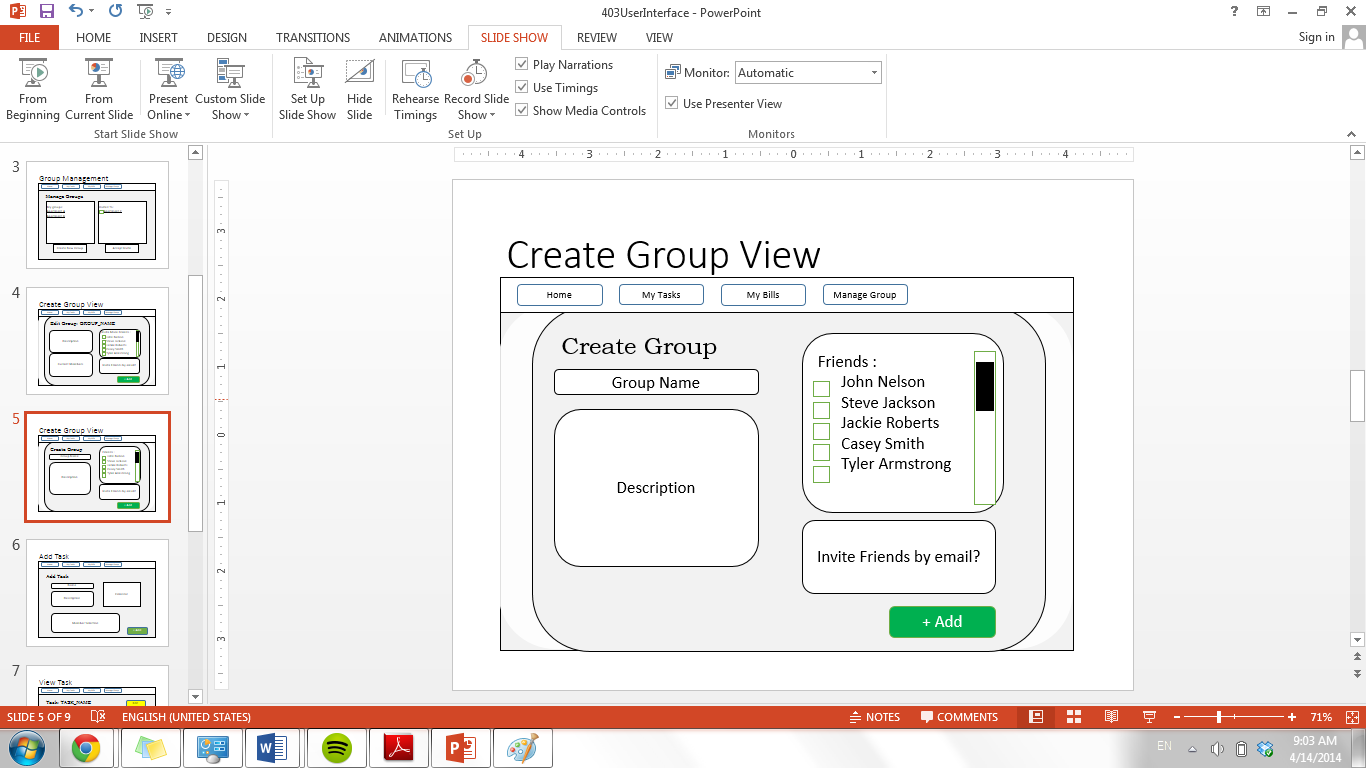 403UserInterface - PowerPoint
?
FILE HOME INSERT DESIGN TRANSITIONS ANIMATIONS SLIDE SHOW REVIEW VIEW Sign in
From Beginning
From Current Slide
Present Online
Custom Slide Show
Set Up Slide Show
Hide Slide
Rehearse Timings
Record Slide Show
Play Narrations
Use Timings
Show Media Controls
Monitor: Automatic
Use Presenter View
Start Slide Show Set Up Monitors
4 3 2 1 0 1 2 3 4
3
2
1
0
1
2
3
3
Group Management
Manage Groups
4
Create Group View
Edit Group: GROUP_NAME
5
Create Group View
Create Group
6
Add Task
Add Task
7
View Task
Task: TASK_NAME
Create Group View
Home My Tasks My Bills Manage Group
Create Group
Group Name
Description
Friends :
John Nelson
Steve Jackson
Jackie Roberts
Casey Smith
Tyler Armstrong
Invite Friends by email?
+ Add
SLIDE 5 OF 9 ENGLISH (UNITED STATES) NOTES COMMENTS 71%
EN
9:03 AM
4/14/2014